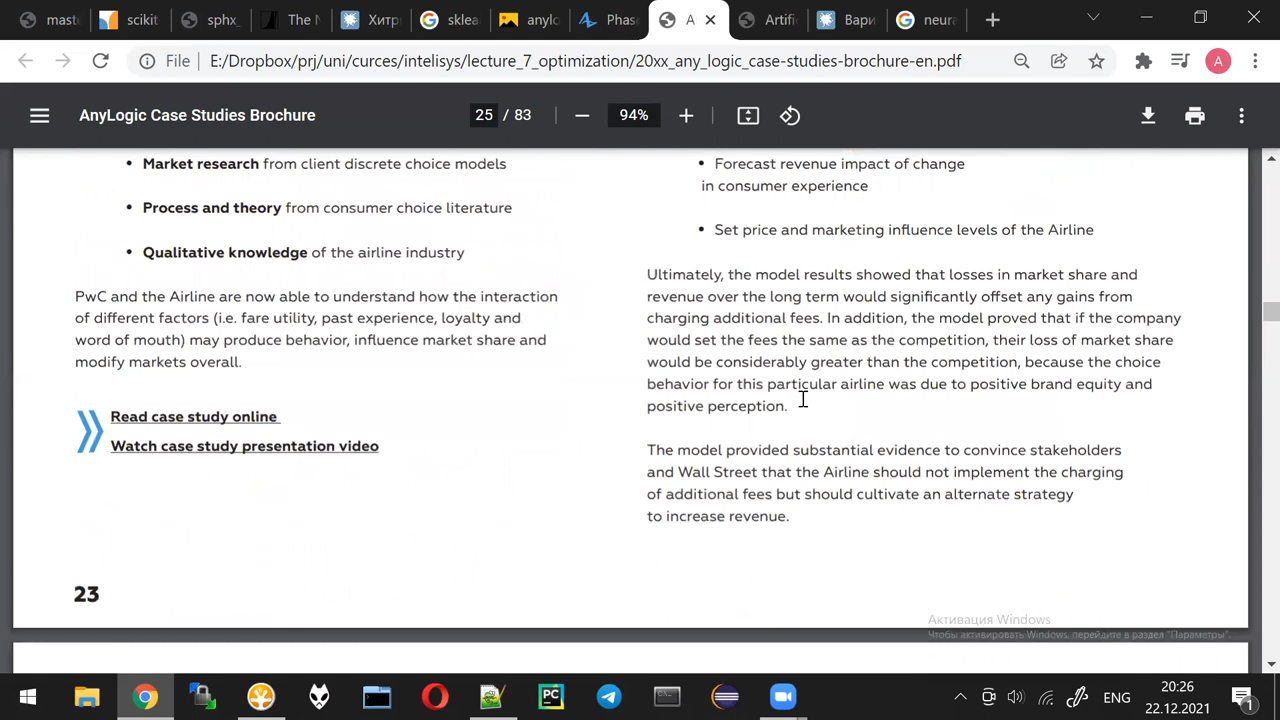 mast
scikit
sphx_
The N
Хитр
sklea
anylo
Phase
A
Artifi
Вари
neura
File
E:/Dropbox/prj/uni/curces/intelisys/lecture_7_optimization/20xx_any_logic_case-studies-brochure-en.pdf
A
AnyLogic Case Studies Brochure
25 / 83
94%
• Market research from client discrete choice models
• Process and theory from consumer choice literature
• Qualitative knowledge of the airline industry
PwC and the Airline are now able to understand how the interaction
of different factors (i.e. fare utility, past experience, loyalty and
word of mouth) may produce behavior, influence market share and
modify markets overall.
Read case study online
Watch case study presentation video
• Forecast revenue impact of change
in consumer experience
• Set price and marketing influence levels of the Airline
Ultimately, the model results showed that losses in market share and
revenue over the long term would significantly offset any gains from
charging additional fees. In addition, the model proved that if the company
would set the fees the same as the competition, their loss of market share
would be considerably greater than the competition, because the choice
behavior for this particular airline was due to positive brand equity and
positive perception.
The model provided substantial evidence to convince stakeholders
and Wall Street that the Airline should not implement the charging
of additional fees but should cultivate an alternate strategy
to increase revenue.
23
Активация Windows
Чтобы активировать Windows, перейдите в раздел "Параметры".
PC
ENG
20:26
22.12.2021
1